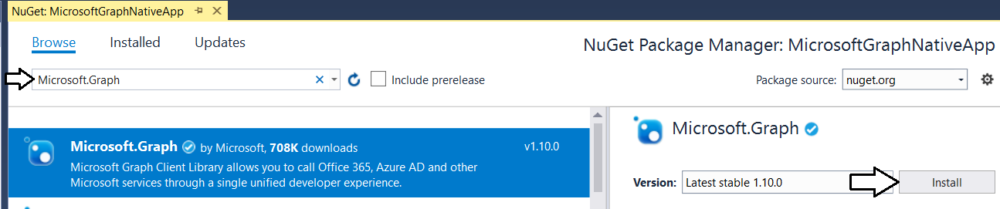 NuGet: MicrosoftGraphNativeApp
Browse Installed Updates
NuGet Package Manager: MicrosoftGraphNativeApp
Microsoft.Graph
Include prerelease
Package source: nuget.org
Microsoft.Graph by Microsoft, 708K downloads v1.10.0
Microsoft Graph Client Library allows you to call Office 365, Azure AD and other
Microsoft services through a single unified developer experience.
Microsoft.Graph
Version: Latest stable 1.10.0 Install